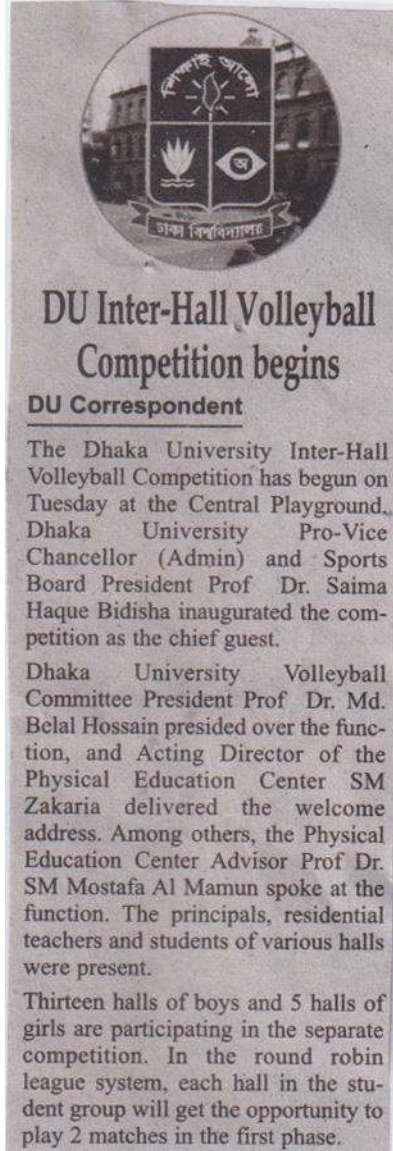 শিক্ষাই আলো
অ
ঢাকা বিশ্ববিদ্যালয়
DU Inter-Hall Volleyball
Competition begins
DU Correspondent
The Dhaka University Inter-Hall
Volleyball Competition has begun on
Tuesday at the Central Playground.
Dhaka University Pro-Vice
Chancellor (Admin) and Sports
Board President Prof Dr. Saima
Haque Bidisha inaugurated the com-
petition as the chief guest.
Dhaka University Volleyball
Committee President Prof Dr. Md.
Belal Hossain presided over the func-
tion, and Acting Director of the
Physical Education Center SM
Zakaria delivered the welcome
address. Among others, the Physical
Education Center Advisor Prof Dr.
SM Mostafa Al Mamun spoke at the
function. The principals, residential
teachers and students of various halls
were present.
Thirteen halls of boys and 5 halls of
girls are participating in the separate
competition. In the round robin
league system, each hall in the stu-
dent group will get the opportunity to
play 2 matches in the first phase.